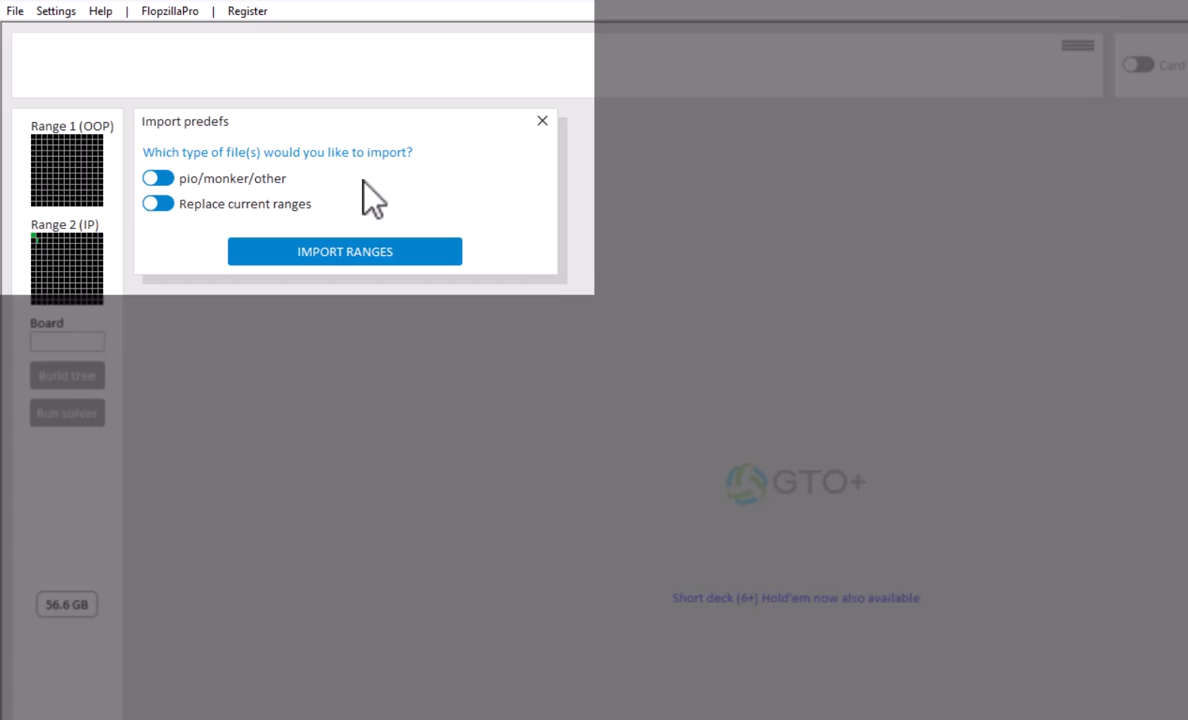 File Settings Help | FlopzillaPro | Register
Card
Range 1 (OOP)
Import predefs
Which type of file(s) would you like to import?
pio/monker/other
Replace current ranges
IMPORT RANGES
Range 2 (IP)
Board
Build tree
Run solver
GTO+
56.6 GB
Short deck (6+) Hold'em now also available